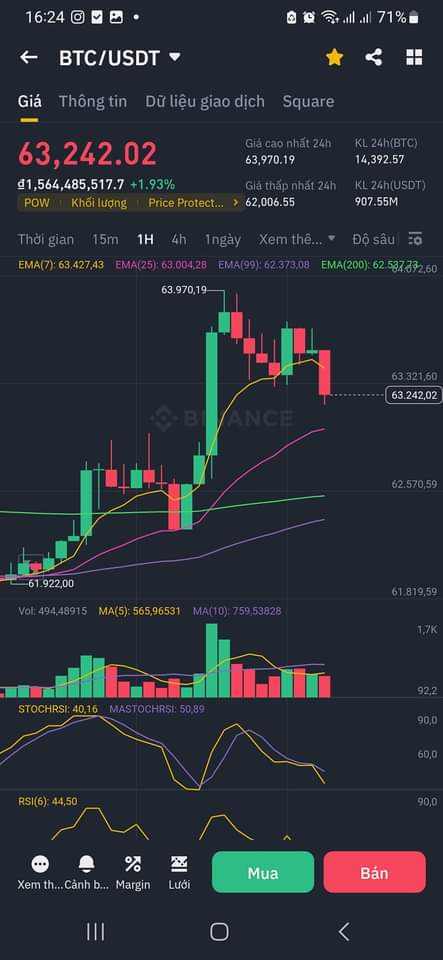 16:24
71%
BTC/USDT
Giá Thông tin Dữ liệu giao dịch Square
63,242.02
₫1,564,485,517.7 +1.93%
POW Khối lượng Price Protect...
Giá cao nhất 24h KL 24h(BTC)
63,970.19 14,392.57
Giá thấp nhất 24h KL 24h(USDT)
62,006.55 907.55M
Thời gian 15m 1H 4h 1ngày Xem thê... Độ sâu
EMA(7): 63.427,43 EMA(25): 63.004,28 EMA(99): 62.373,08 EMA(200): 62.537,73
64.072,60
63.970,19
63.321,60
63.242,02
BINANCE
62.570,59
61.922,00
61.819,59
Vol: 494,48915 MA(5): 565,96531 MA(10): 759,53828
1,7K
92,2
STOCHRSI: 40,16 MASTOCHRSI: 50,89
90,0
60,0
RSI(6): 44,50
90,0
Xem th... Cảnh b... Margin Lưới
Mua Bán